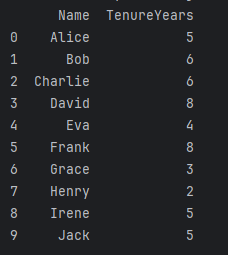 Name TenureYears
0 Alice 5
1 Bob 6
2 Charlie 6
3 David 8
4 Eva 4
5 Frank 8
6 Grace 3
7 Henry 2
8 Irene 5
9 Jack 5